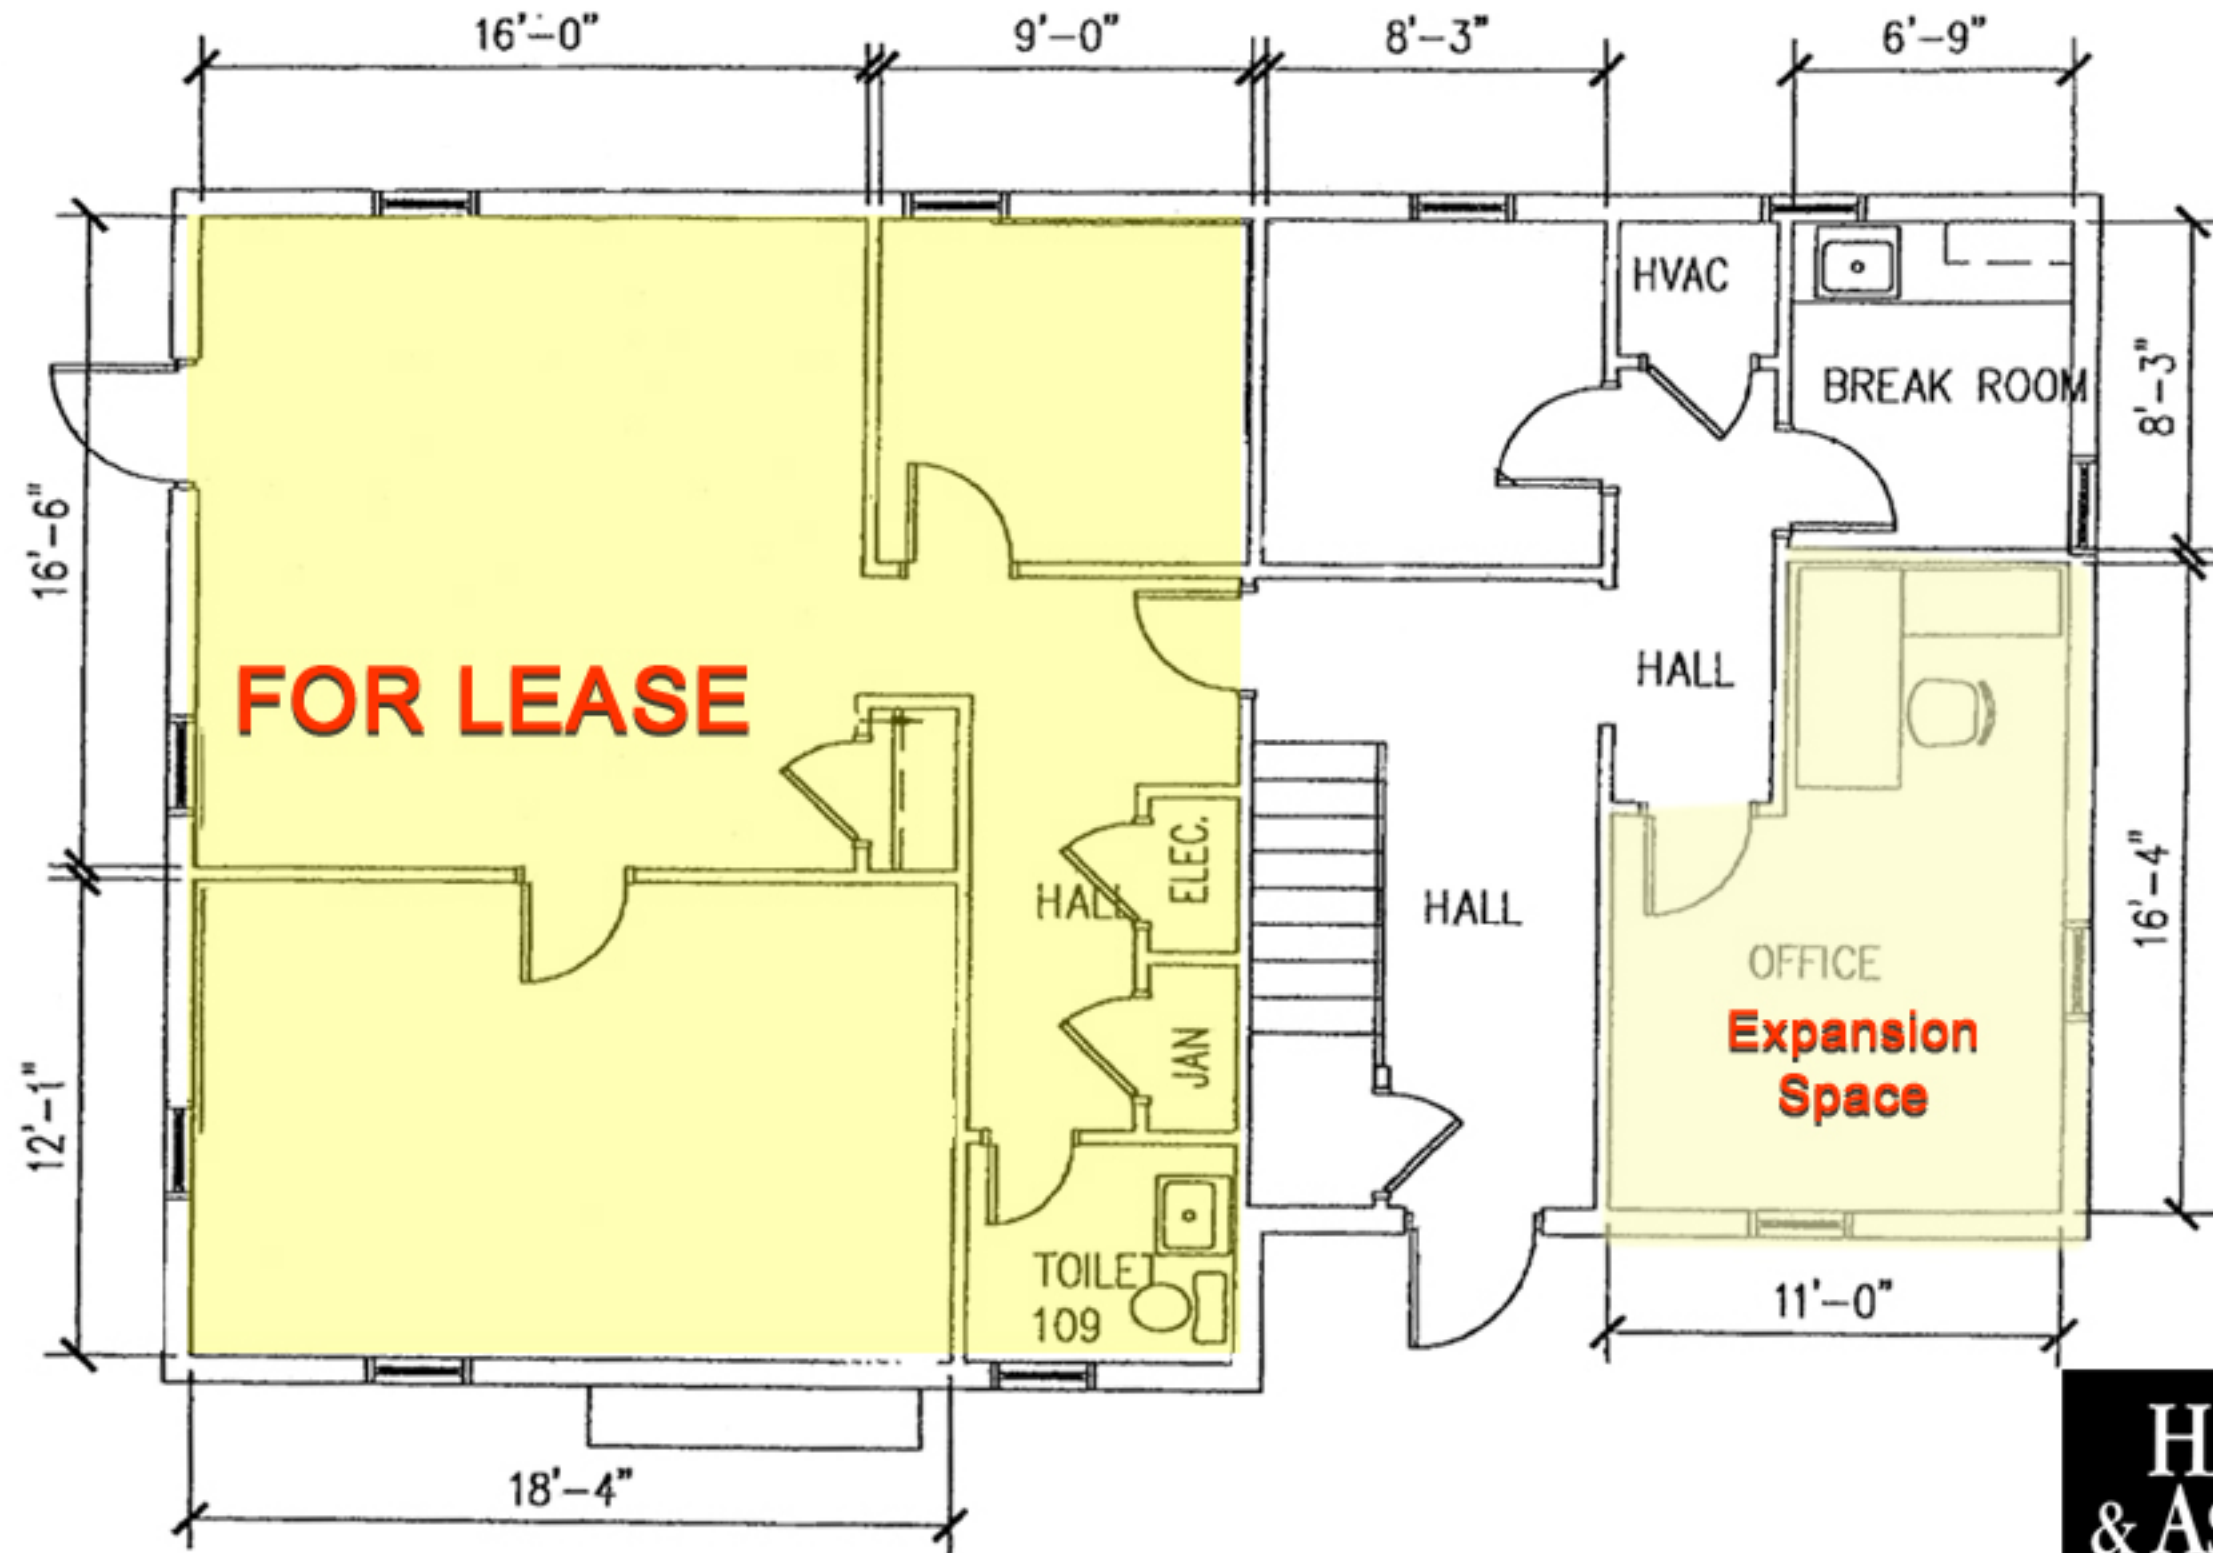 16'-0"
9'-0"
8'-3"
6'-9"
HVAC
BREAK ROOM
8'-3"
16'-6"
FOR LEASE
HALL
ELEC.
HALL
HALL
16'-4"
OFFICE
Expansion
Space
JAN
12'-1"
TOILET
109
11'-0"
18'-4"
H
& AS